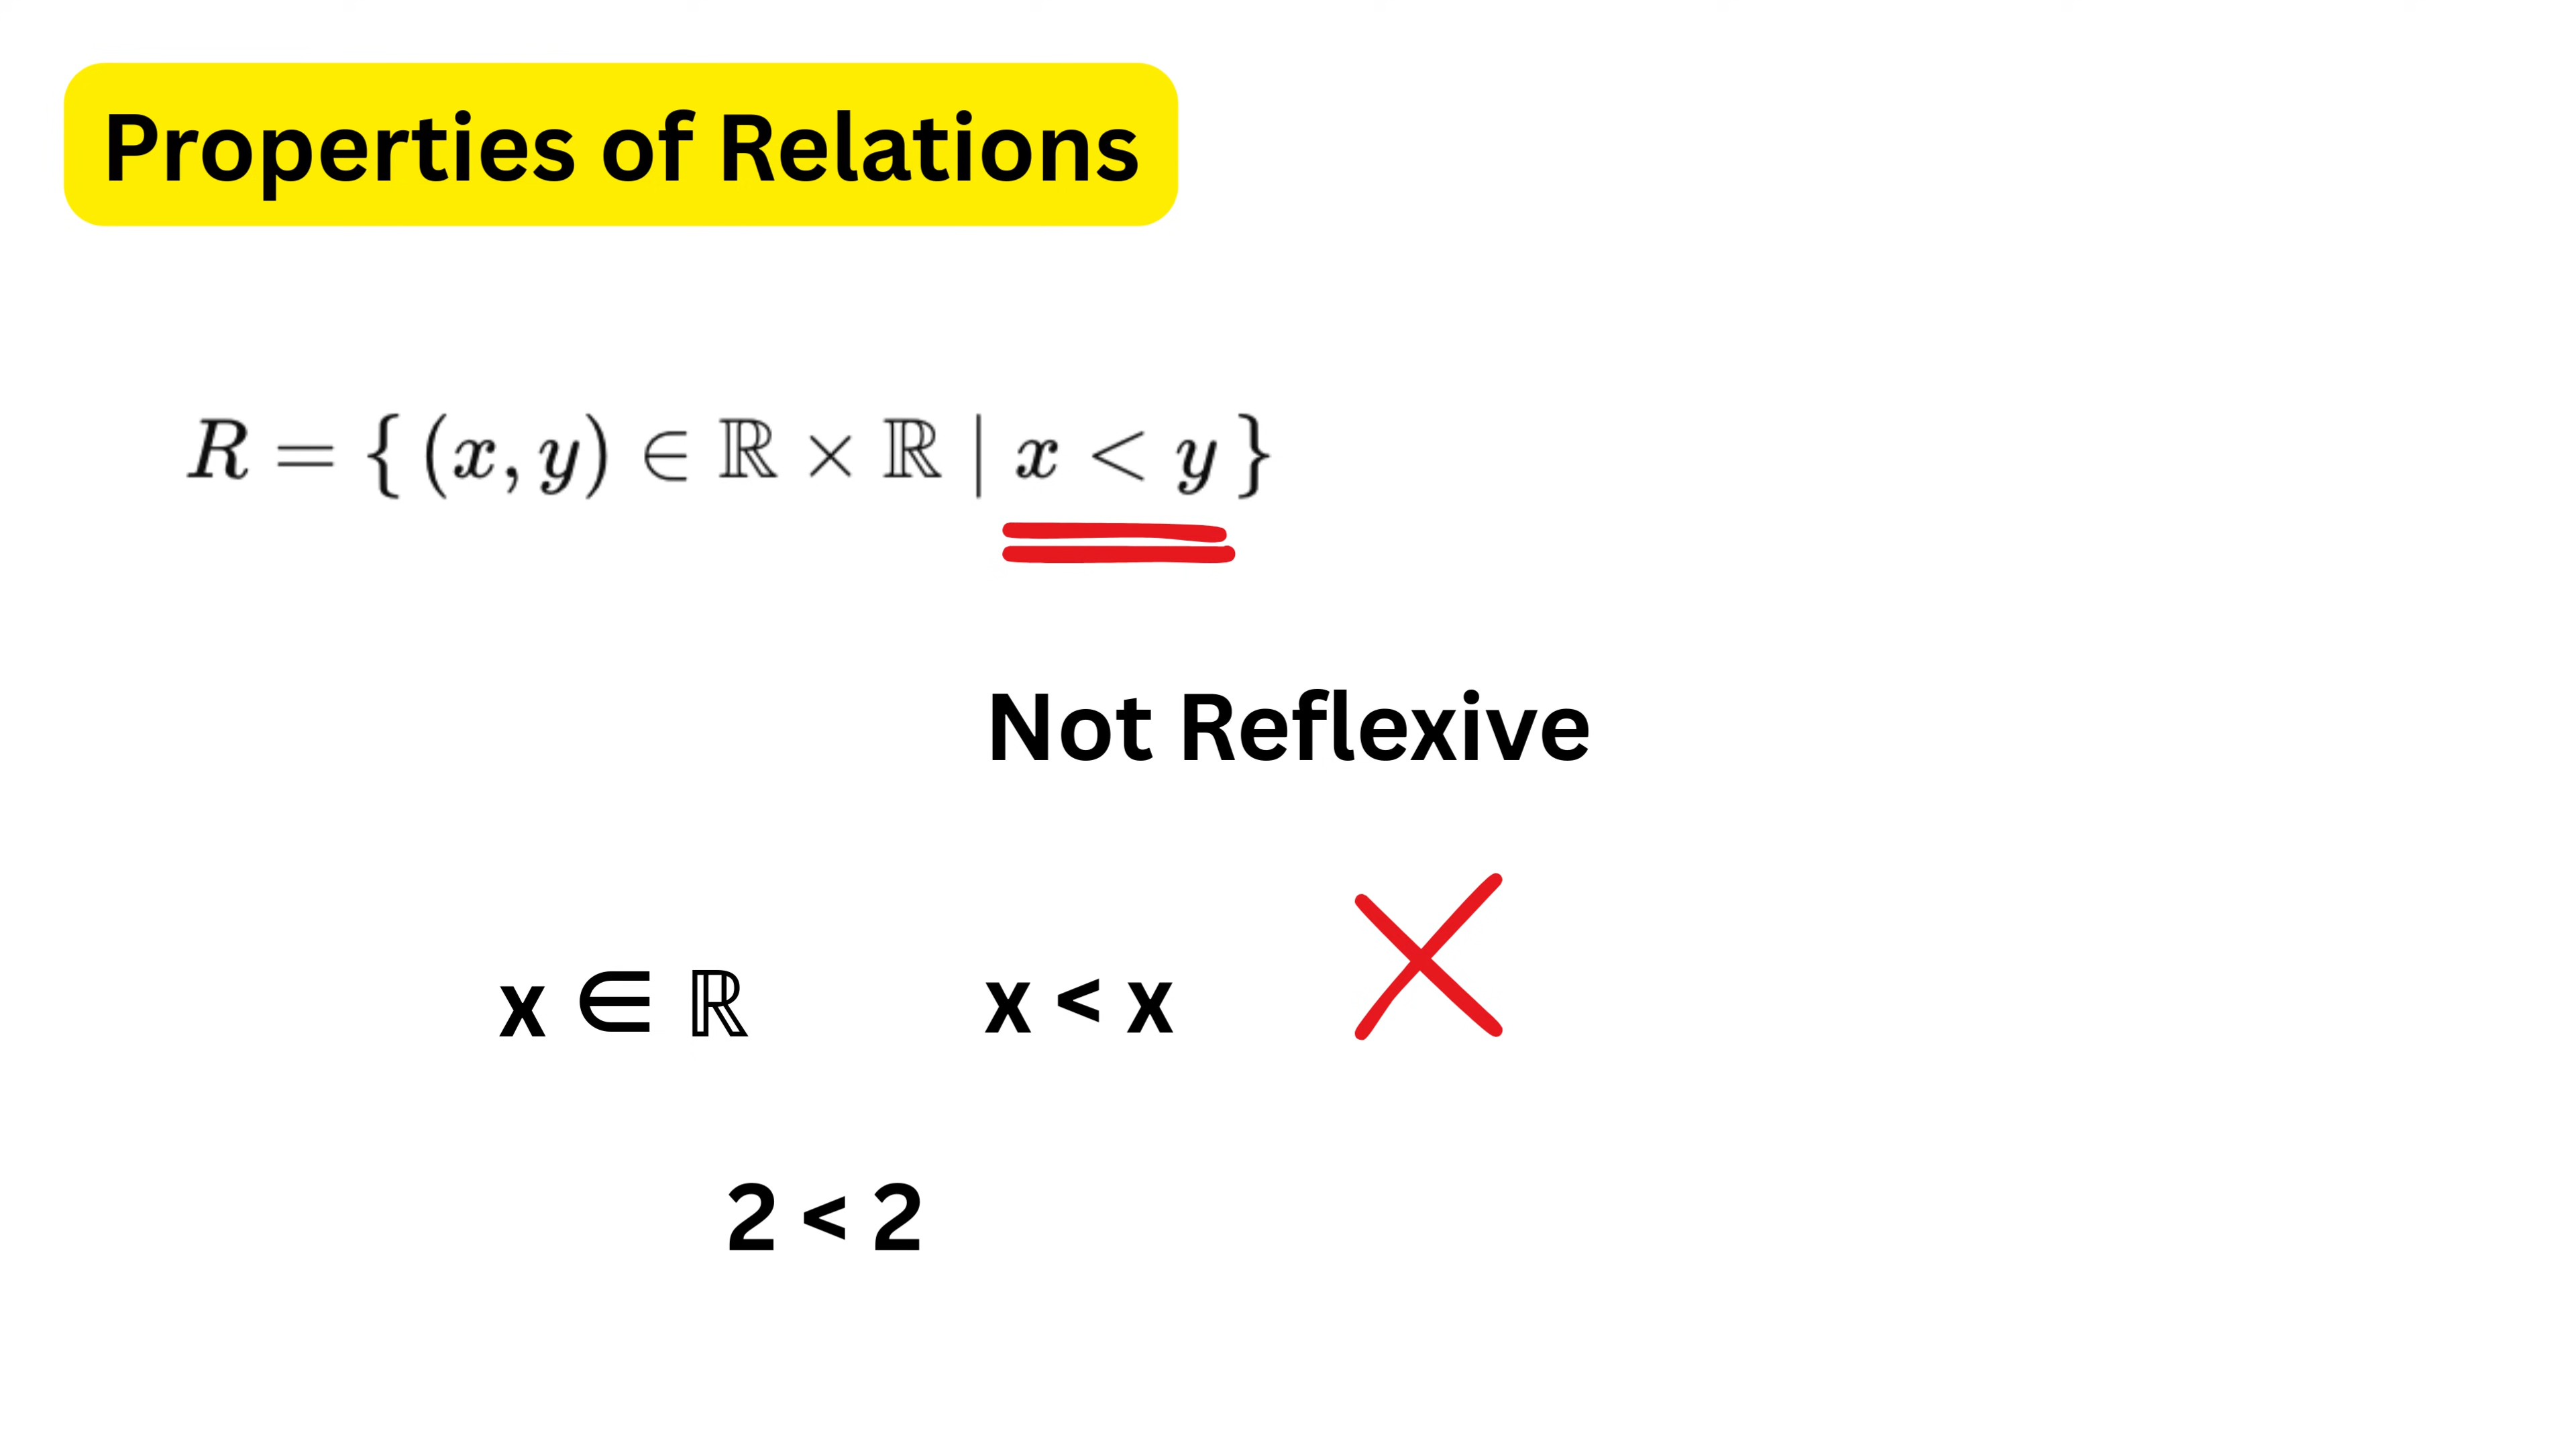 Properties of Relations
R = { (x, y) ∈ ℝ × ℝ | x < y }
Not Reflexive
x ∈ ℝ x < x
2 < 2